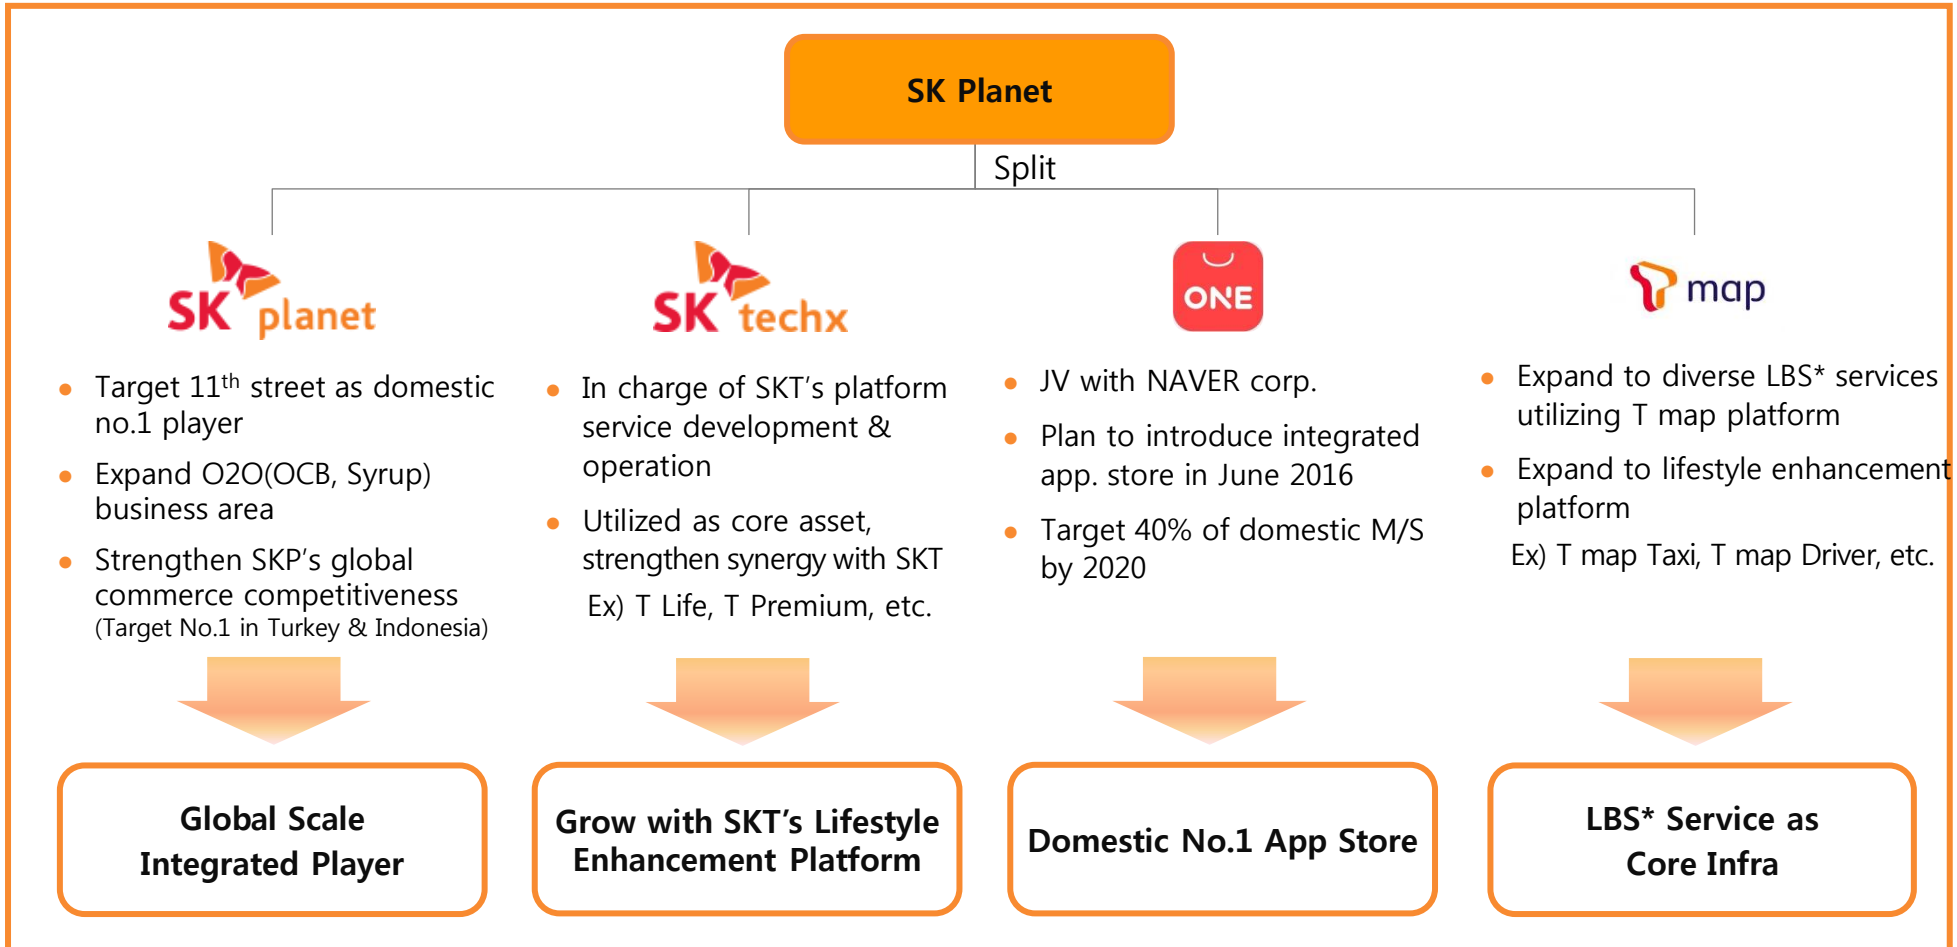 SK Planet
Split
SK planet
Target 11th street as domestic
no.1 player
Expand O2O(OCB, Syrup)
business area
Strengthen SKP's global
commerce competitiveness
(Target No.1 in Turkey & Indonesia)
Global Scale
Integrated Player
SK techx
In charge of SKT's platform
service development &
operation
Utilized as core asset,
strengthen synergy with SKT
Ex) T Life, T Premium, etc.
Grow with SKT's Lifestyle
Enhancement Platform
ONE
JV with NAVER corp.
Plan to introduce integrated
app. store in June 2016
Target 40% of domestic M/S
by 2020
Domestic No.1 App Store
T map
Expand to diverse LBS* services
utilizing T map platform
Expand to lifestyle enhancement
platform
Ex) T map Taxi, T map Driver, etc.
LBS* Service as
Core Infra